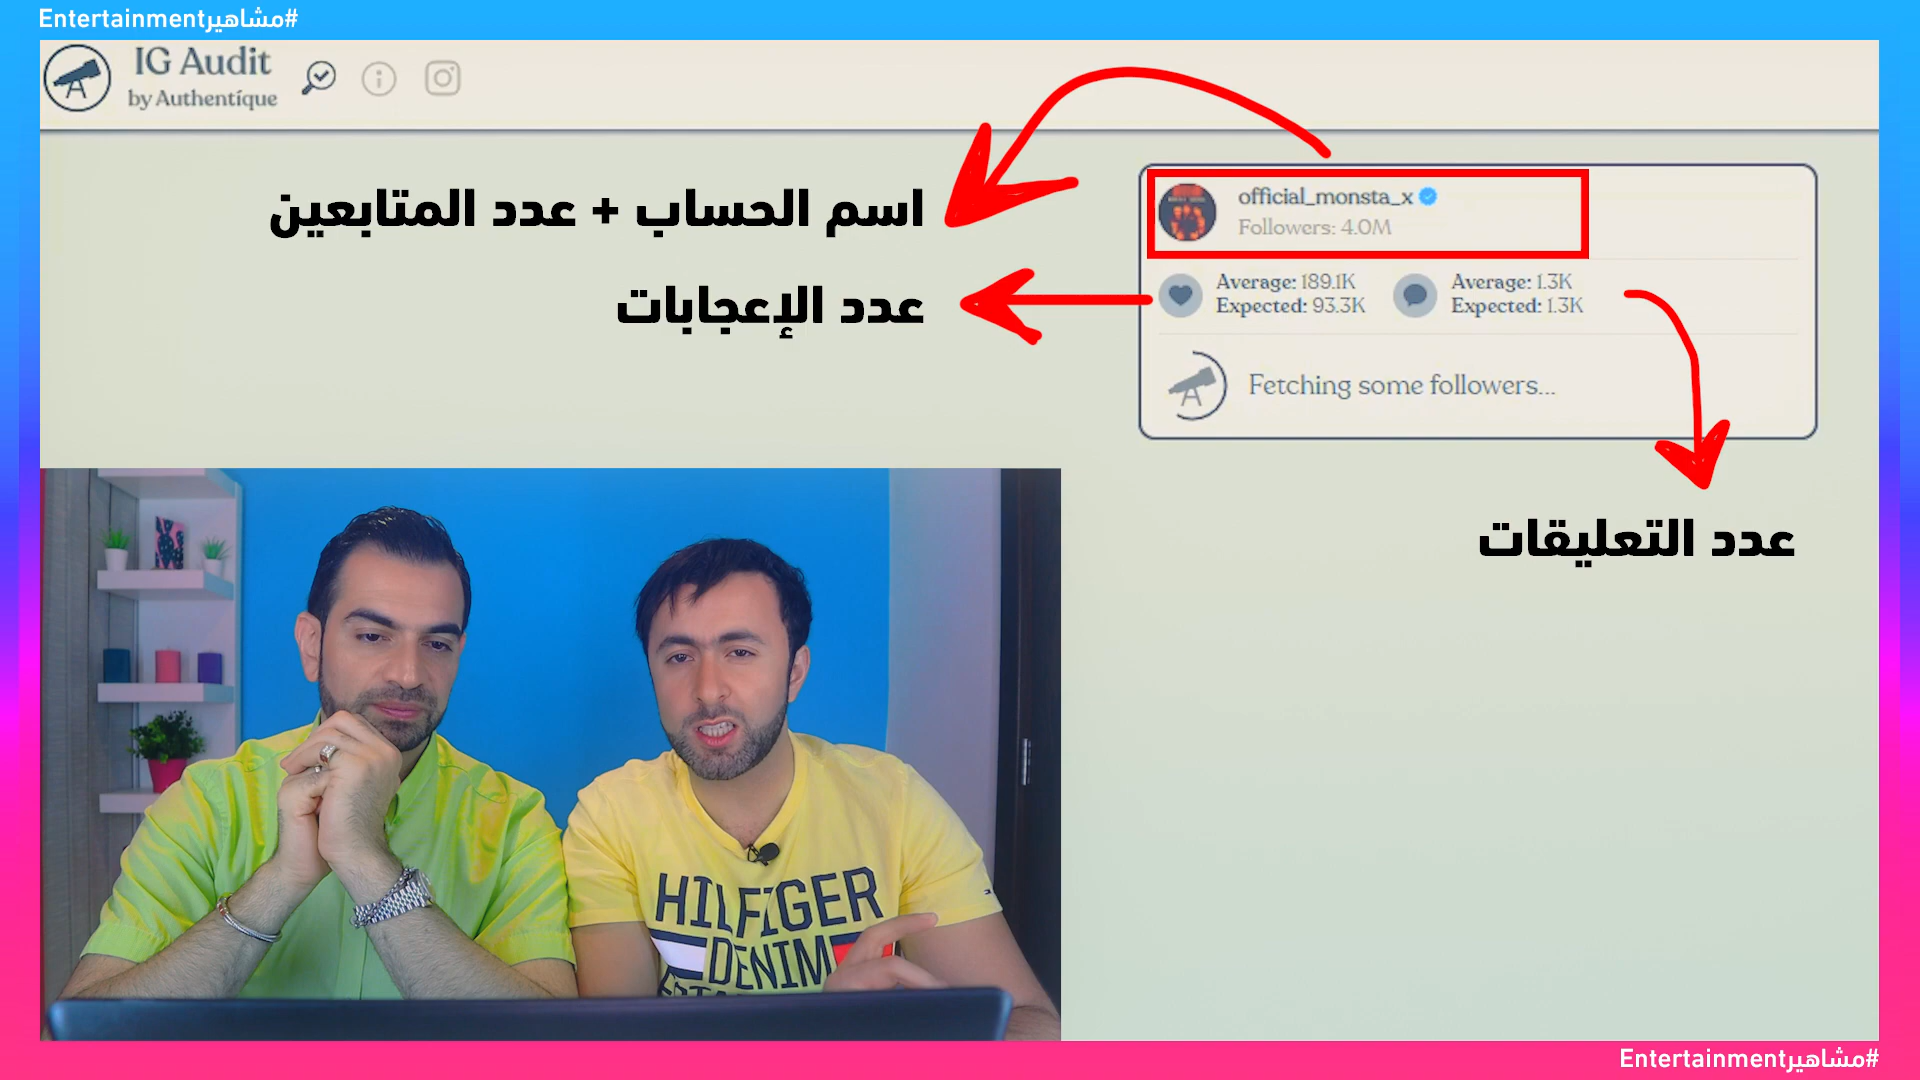 #مشاهيرEntertainment
IG Audit
by Authentíque
official_monsta_x
Followers: 4.0M
اسم الحساب + عدد المتابعين
Average: 189.1K
Expected: 93.3K
Average: 1.3K
Expected: 1.3K
عدد الإعجابات
Fetching some followers...
عدد التعليقات
HILFIGER
DENIM
#مشاهيرEntertainment